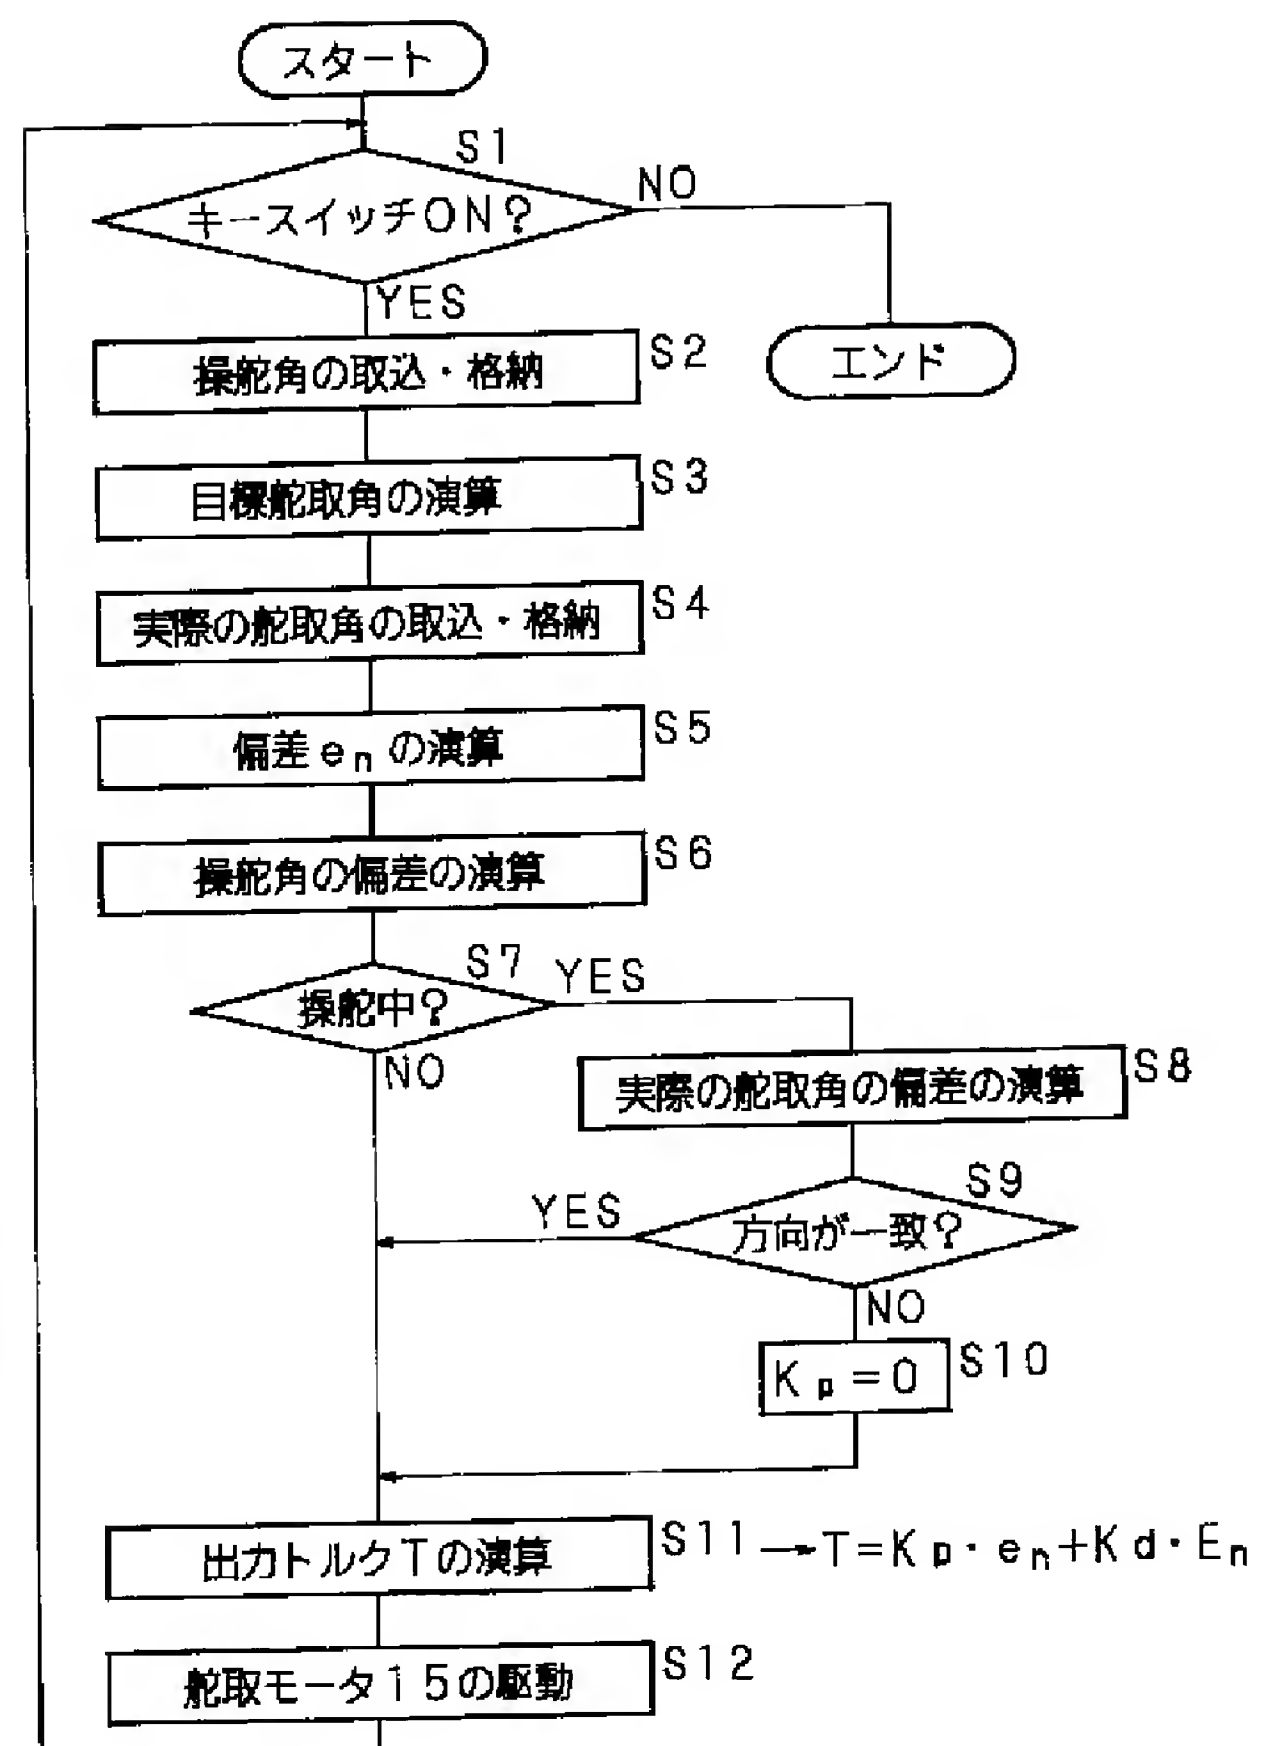 スタート
S1
キースイッチON?
NO
YES
エンド
操舵角の取込・格納
S2
目標舵取角の演算
S3
実際の舵取角の取込・格納
S4
偏差eₙの演算
S5
操舵角の偏差の演算
S6
S7
操舵中?
YES
NO
実際の舵取角の偏差の演算
S8
S9
方向が一致?
YES
NO
Kp=0
S10
出力トルクTの演算
S11→T=Kp・eₙ+Kd・Eₙ
舵取モータ15の駆動
S12